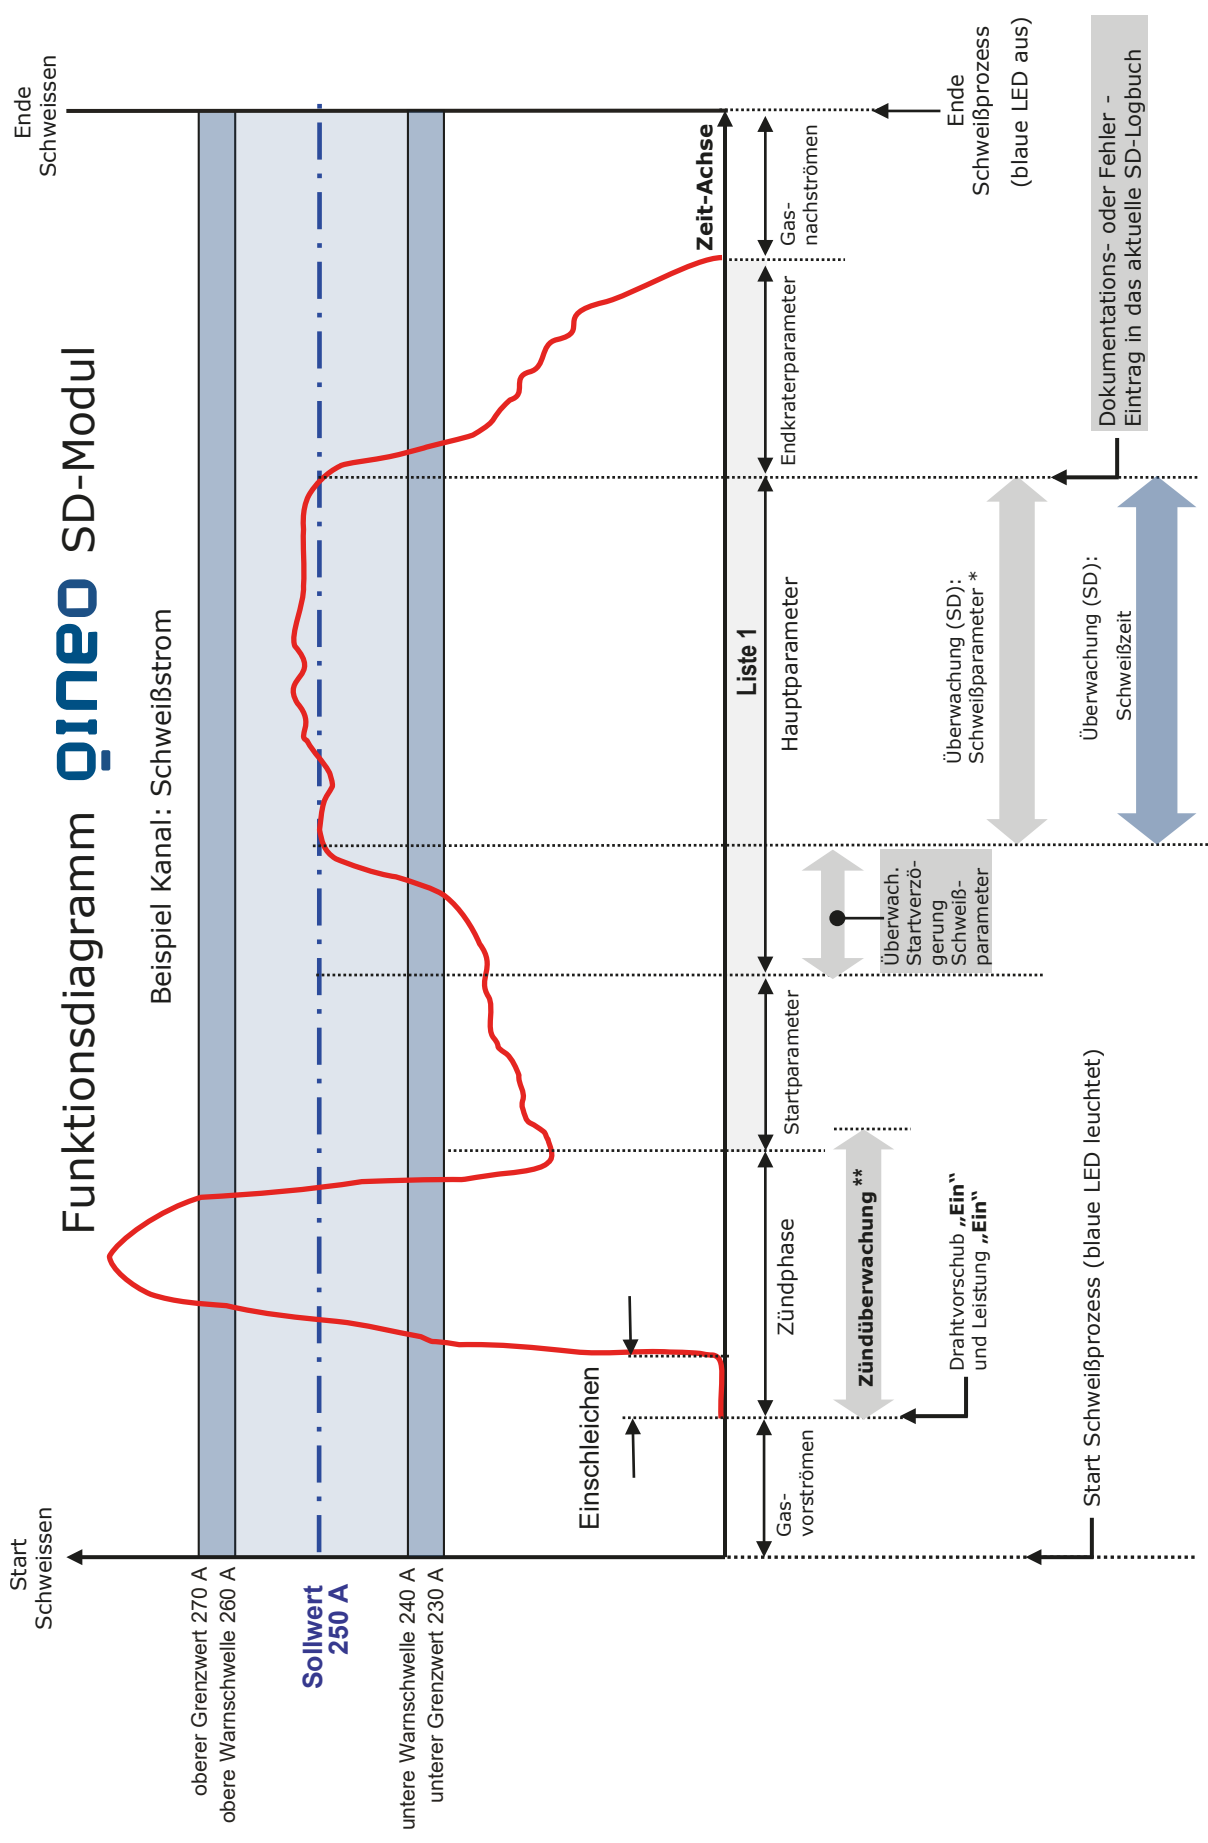 Funktionsdiagramm gineo SD-Modul
Beispiel Kanal: Schweißstrom
Start
Schweissen
Ende
Schweissen
oberer Grenzwert 270 A
obere Warnschwelle 260 A
Sollwert
250 A
untere Warnschwelle 240 A
unterer Grenzwert 230 A
Einschleichen
Zeit-Achse
Liste 1
Gas-
vorströmen
Zündphase
Startparameter
Hauptparameter
Endkraterparameter
Gas-
nachströmen
Zündüberwachung **
Überwach.
Startverzö-
gerung
Schweiß-
parameter
Drahtvorschub „Ein“
und Leistung „Ein“
Überwachung (SD):
Schweißparameter *
Ende
Schweißprozess
(blaue LED aus)
Start Schweißprozess (blaue LED leuchtet)
Überwachung (SD):
Schweißzeit
Dokumentations- oder Fehler -
Eintrag in das aktuelle SD-Logbuch